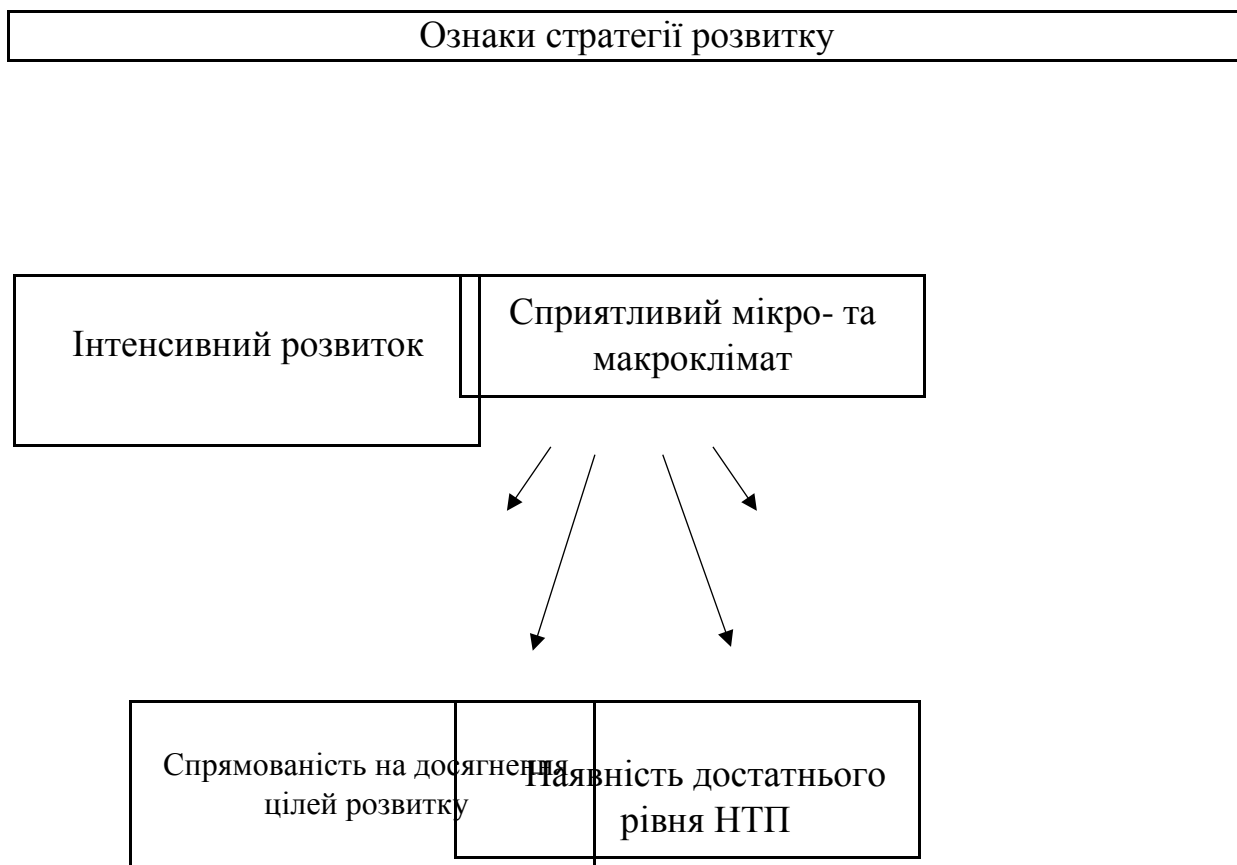 Ознаки стратегії розвитку
Інтенсивний розвиток
Сприятливий мікро- та
макроклімат
Спрямованість на досягнення
цілей розвитку
Наявність достатнього
рівня НТП